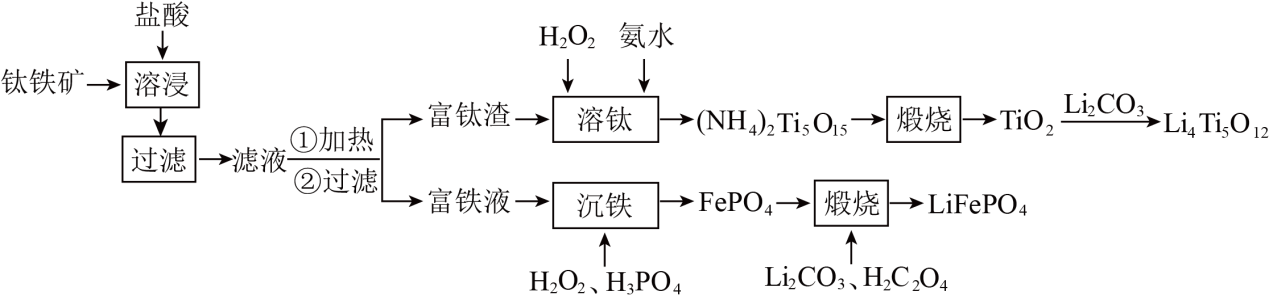 盐酸
H₂O₂ 氨水
钛铁矿 溶浸
富钛渣 溶钛 (NH₄)₂Ti₅O₁₅ 煅烧 TiO₂ Li₂CO₃ Li₄Ti₅O₁₂
过滤 滤液 ①加热
②过滤
富铁液 沉铁 FePO₄ 煅烧 LiFePO₄
H₂O₂、H₃PO₄ Li₂CO₃、H₂C₂O₄